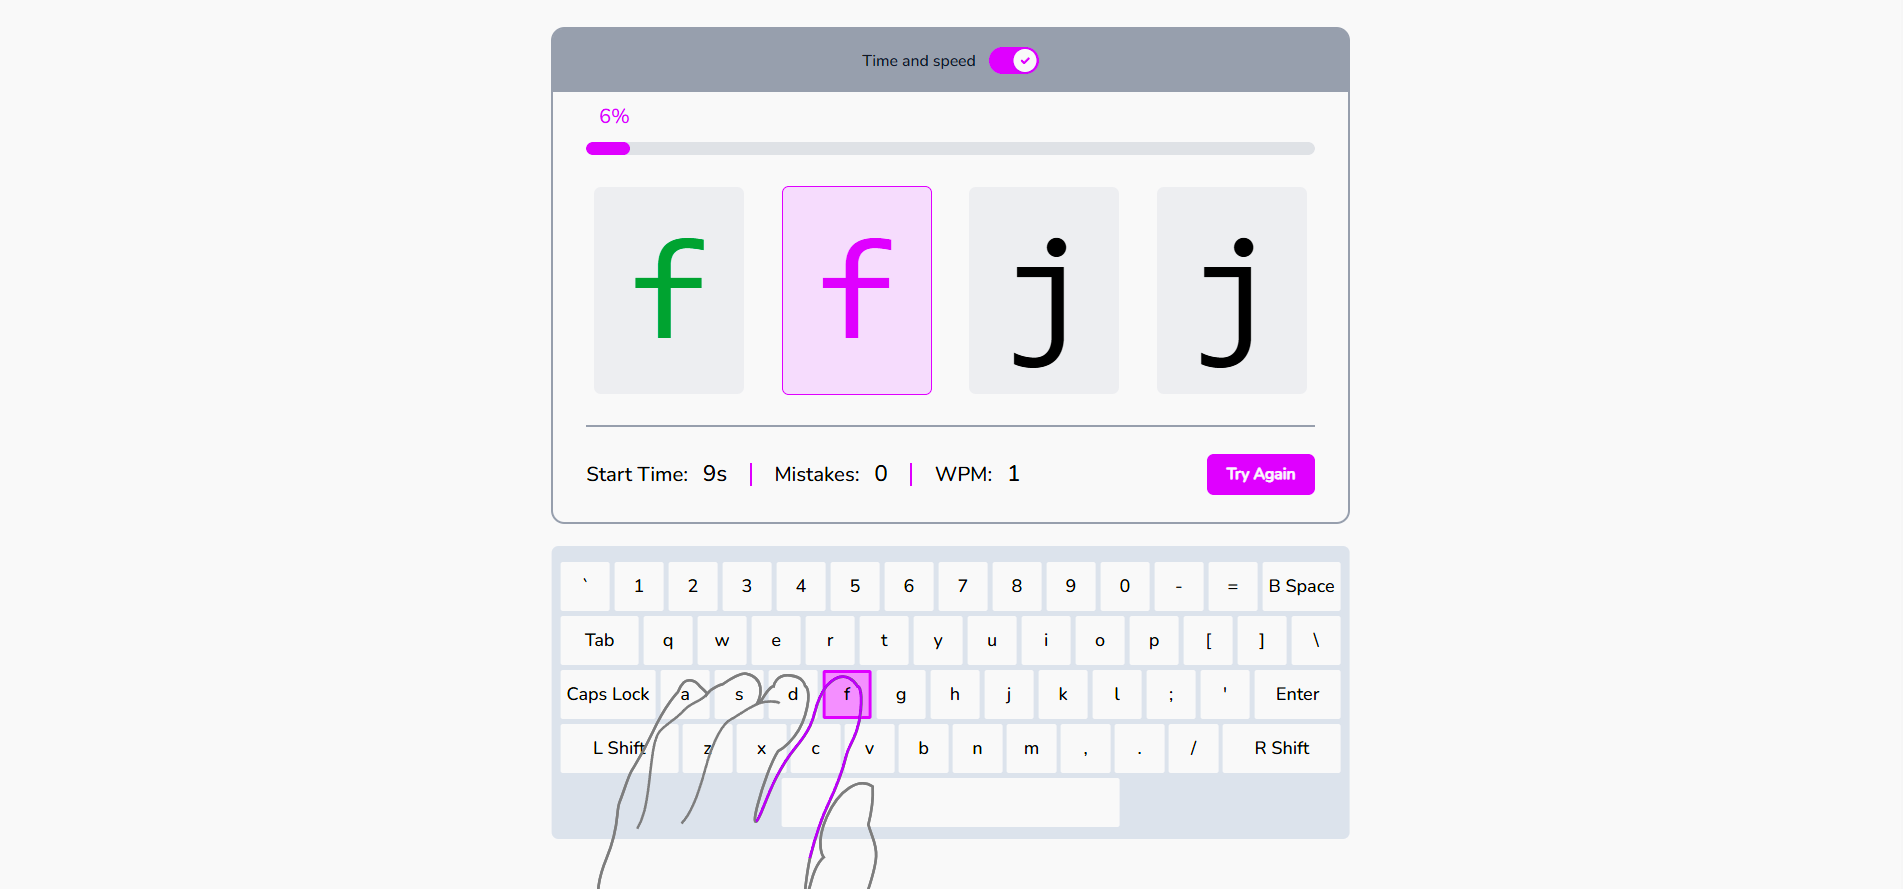 Time and speed
6%
f f j j
Start Time: 9s | Mistakes: 0 | WPM: 1 Try Again
` 1 2 3 4 5 6 7 8 9 0 - = B Space
Tab q w e r t y u i o p [ ] \
Caps Lock a s d f g h j k l ; ' Enter
L Shift z x c v b n m , . / R Shift